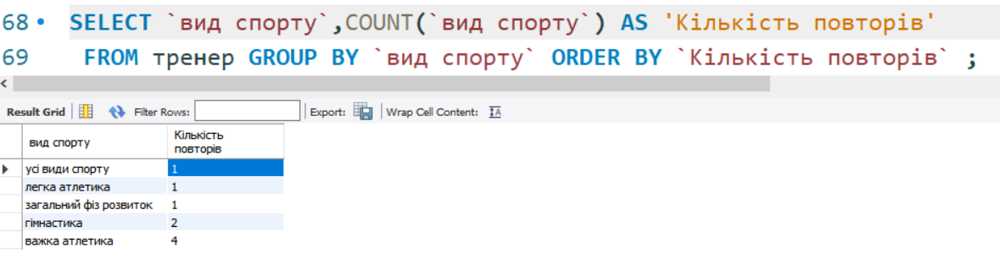 68 SELECT `вид спорту`,COUNT(`вид спорту`) AS 'Кількість повторів'
69 FROM тренер GROUP BY `вид спорту` ORDER BY `Кількість повторів` ;
Result Grid Filter Rows: Export: Wrap Cell Content: IA
вид спорту Кількість повторів
усі види спорту 1
легка атлетика 1
загальний фіз розвиток 1
гімнастика 2
важка атлетика 4